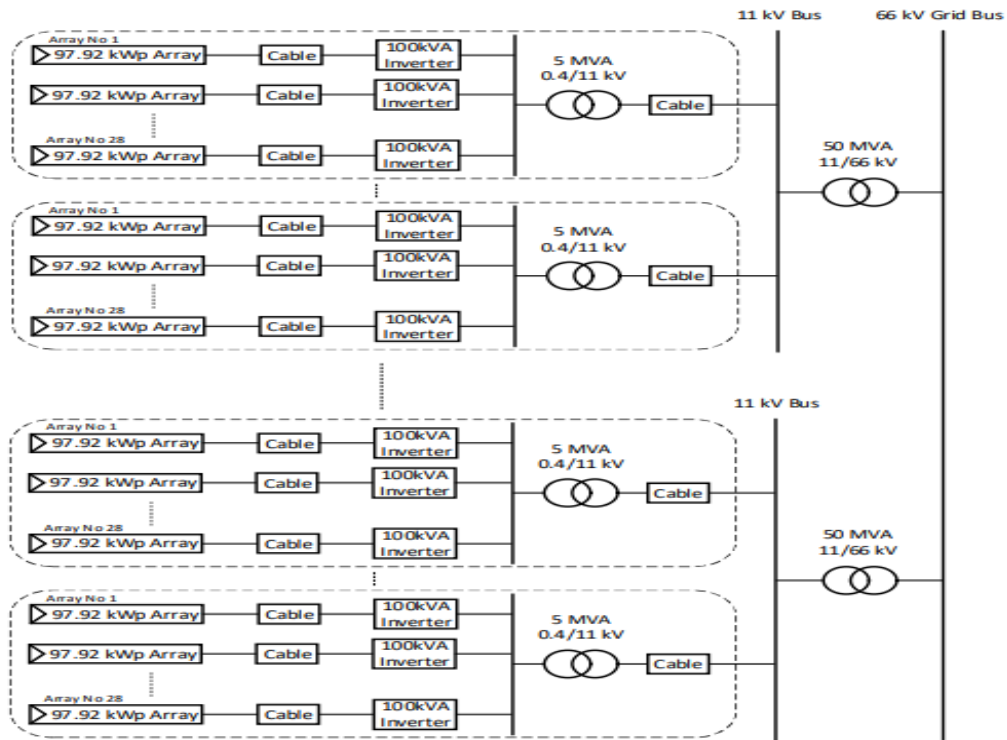 11 kV Bus
66 kV Grid Bus
Array No 1
97.92 kWp Array
Cable
100kVA
Inverter
5 MVA
0.4/11 kV
97.92 kWp Array
Cable
100kVA
Inverter
Cable
Array No 28
97.92 kWp Array
Cable
100kVA
Inverter
50 MVA
11/66 kV
Array No 1
97.92 kWp Array
Cable
100kVA
Inverter
5 MVA
0.4/11 kV
97.92 kWp Array
Cable
100kVA
Inverter
Cable
Array No 28
97.92 kWp Array
Cable
100kVA
Inverter
11 kV Bus
Array No 1
97.92 kWp Array
Cable
100kVA
Inverter
5 MVA
0.4/11 kV
97.92 kWp Array
Cable
100kVA
Inverter
Cable
Array No 28
97.92 kWp Array
Cable
100kVA
Inverter
50 MVA
11/66 kV
Array No 1
97.92 kWp Array
Cable
100kVA
Inverter
5 MVA
0.4/11 kV
97.92 kWp Array
Cable
100kVA
Inverter
Cable
Array No 28
97.92 kWp Array
Cable
100kVA
Inverter